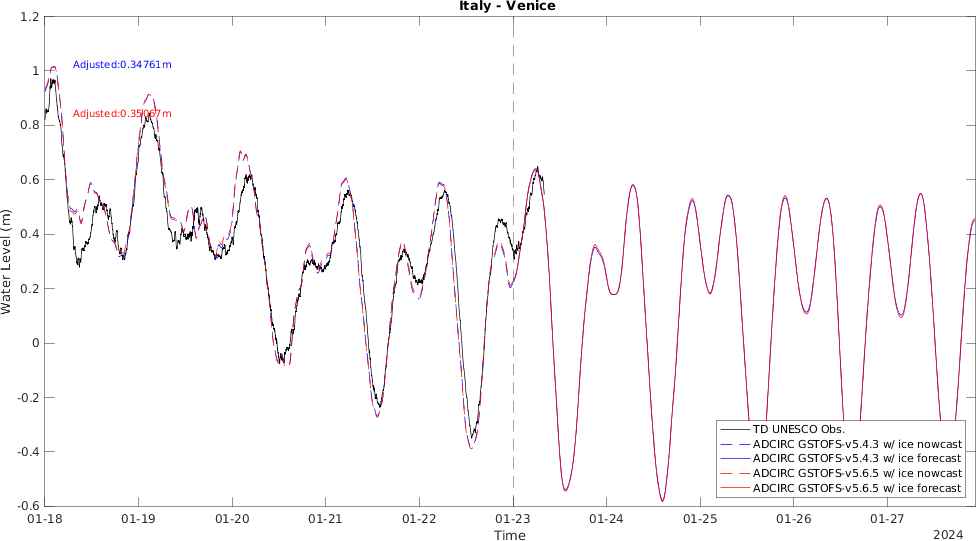 Italy - Venice
1.2
1
0.8
0.6
0.4
0.2
0
-0.2
-0.4
-0.6
Water Level (m)
Adjusted:0.34761m
Adjusted:0.35067m
TD UNESCO Obs.
ADCIRC GSTOFS-v5.4.3 w/ ice nowcast
ADCIRC GSTOFS-v5.4.3 w/ ice forecast
ADCIRC GSTOFS-v5.6.5 w/ ice nowcast
ADCIRC GSTOFS-v5.6.5 w/ ice forecast
01-18 01-19 01-20 01-21 01-22 01-23 01-24 01-25 01-26 01-27
Time
2024